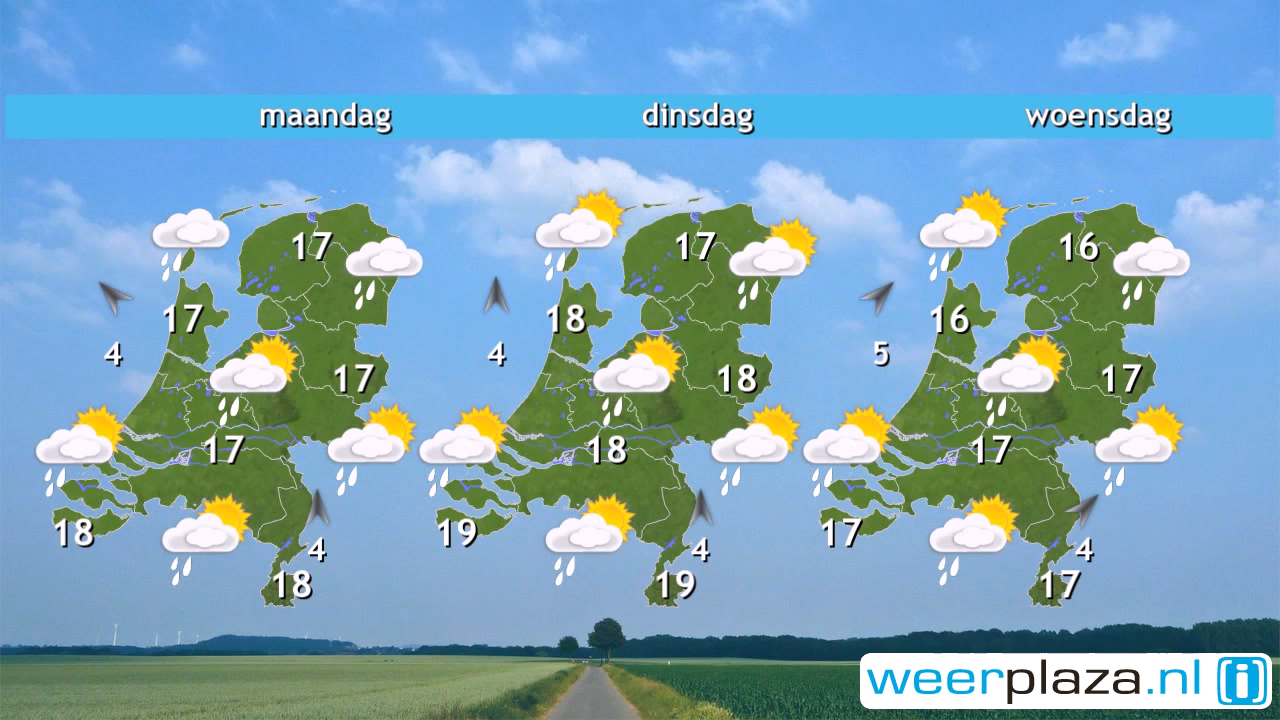 maandag dinsdag woensdag
17 17 16
17 18 16
4 4 5
17 18 17
17 18 17
18 19 17
4 4 4
18 19 17
weerplaza.nl i